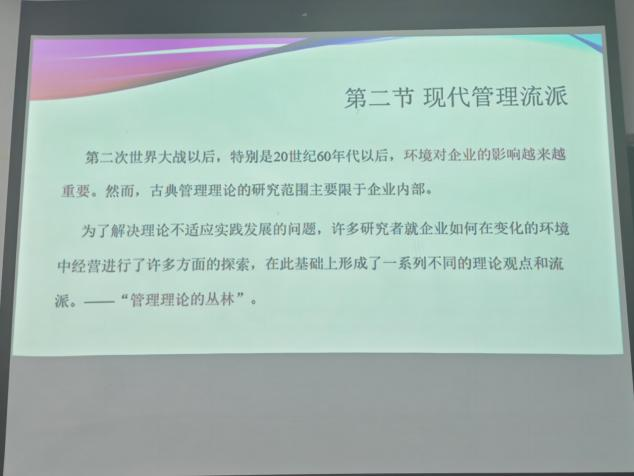 第二节 现代管理流派
第二次世界大战以后，特别是20世纪60年代以后，环境对企业的影响越来越
重要。然而，古典管理理论的研究范围主要限于企业内部。
为了解决理论不适应实践发展的问题，许多研究者就企业如何在变化的环境
中经营进行了许多方面的探索，在此基础上形成了一系列不同的理论观点和流
派。——“管理理论的丛林”。